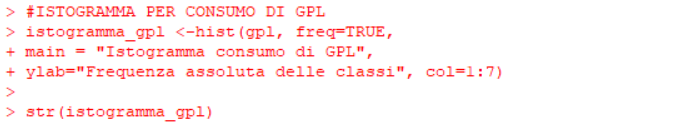 > #ISTOGRAMMA PER CONSUMO DI GPL
> istogramma_gpl <-hist(gpl, freq=TRUE,
+ main = "Istogramma consumo di GPL",
+ ylab="Frequenza assoluta delle classi", col=1:7)
>
> str(istogramma_gpl)